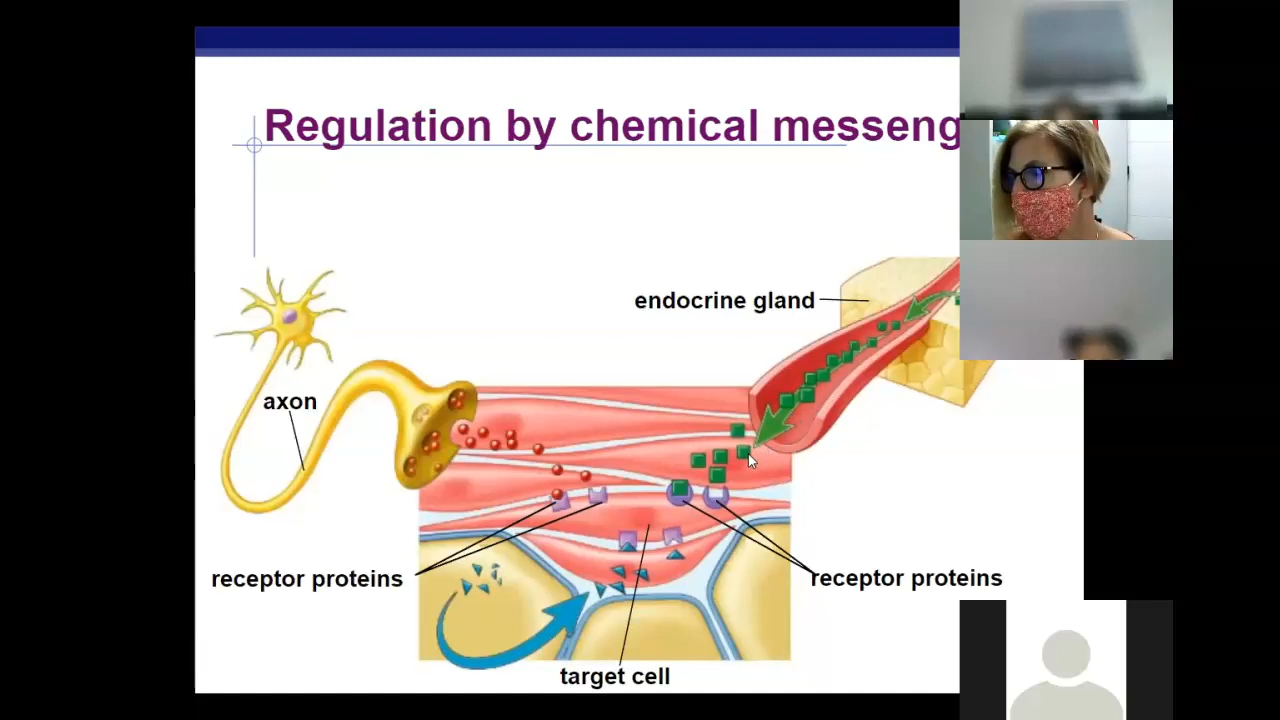 Regulation by chemical messeng
endocrine gland
axon
receptor proteins
receptor proteins
target cell